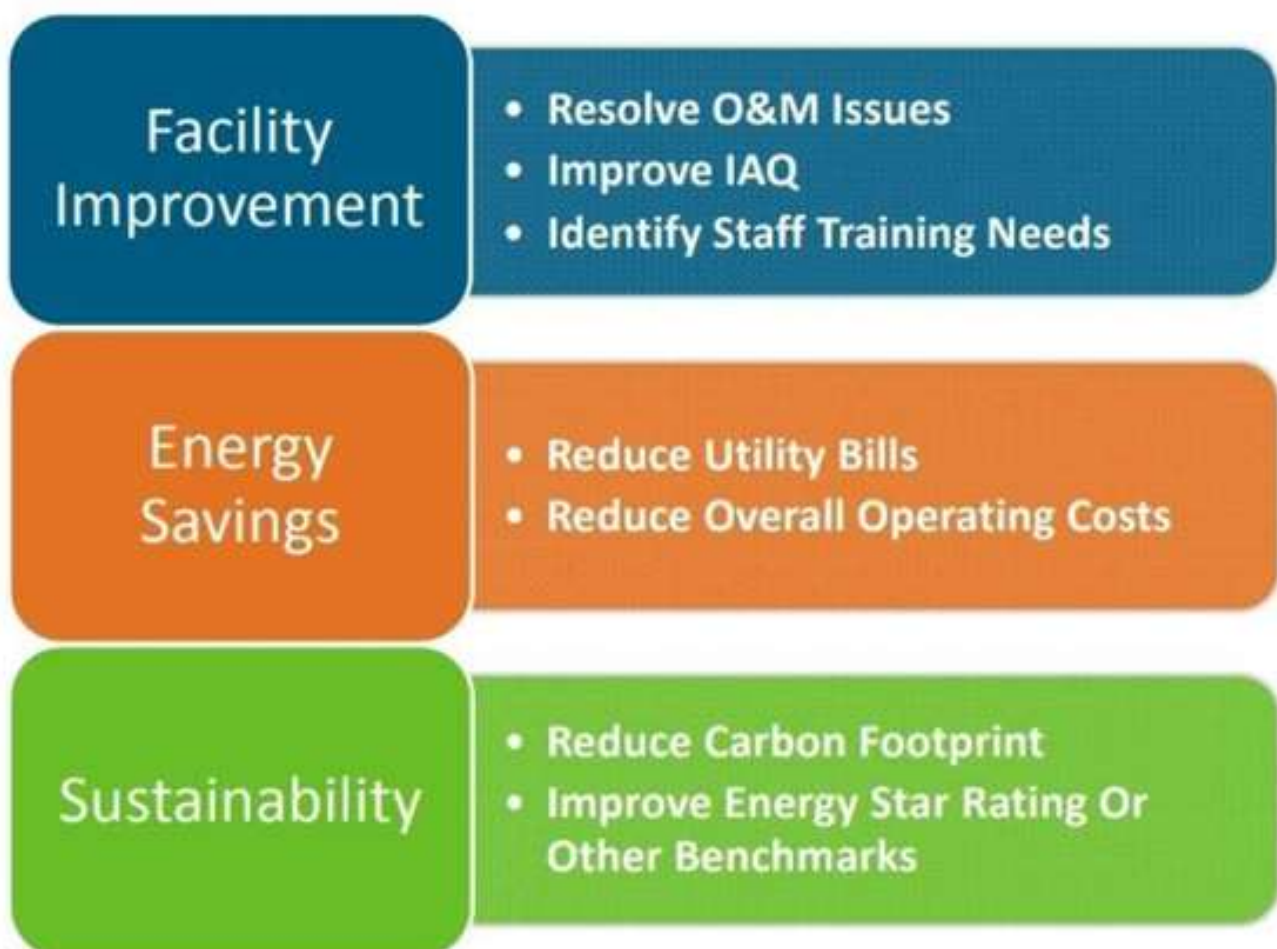 Facility
Improvement
• Resolve O&M Issues
• Improve IAQ
• Identify Staff Training Needs
Energy
Savings
• Reduce Utility Bills
• Reduce Overall Operating Costs
Sustainability
• Reduce Carbon Footprint
• Improve Energy Star Rating Or
Other Benchmarks